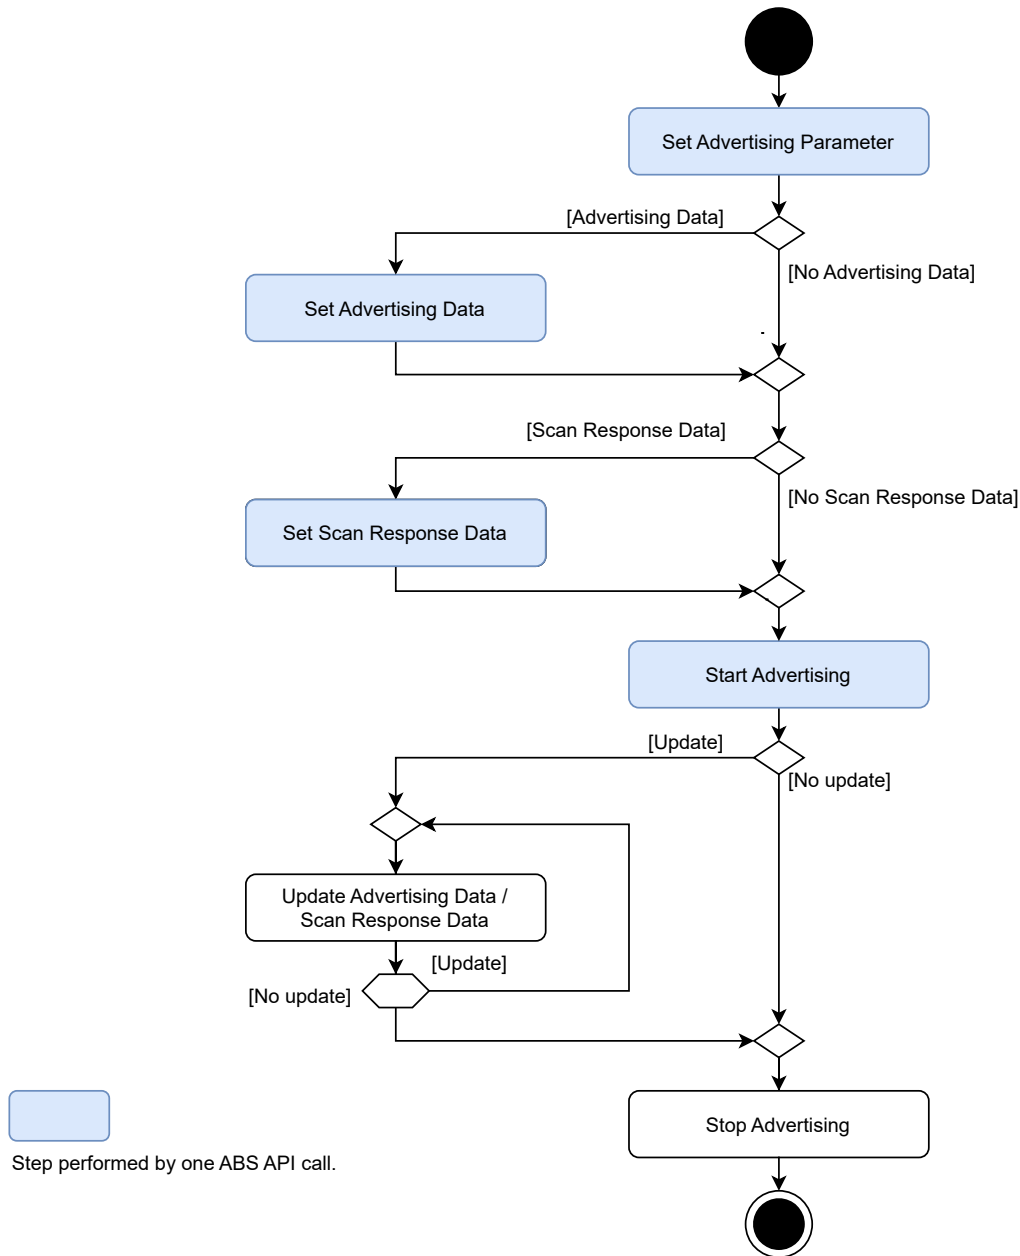 Set Advertising Parameter
[Advertising Data]
[No Advertising Data]
Set Advertising Data
[Scan Response Data]
[No Scan Response Data]
Set Scan Response Data
Start Advertising
[Update]
[No update]
Update Advertising Data /
Scan Response Data
[Update]
[No update]
Stop Advertising
Step performed by one ABS API call.